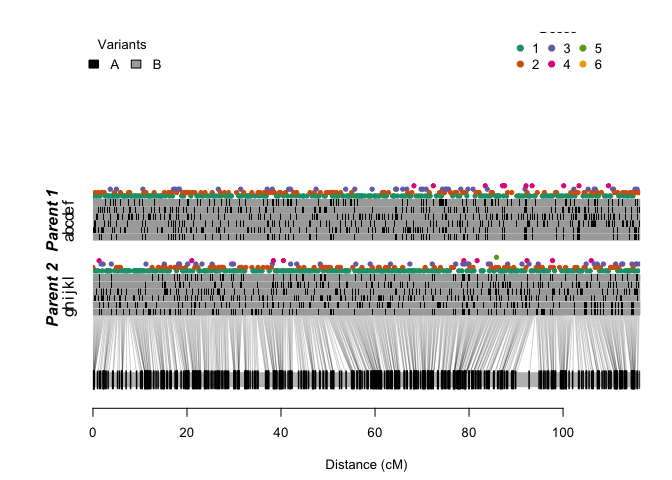 Variants
A B
1 3 5
2 4 6
Parent 1
abcdef
Parent 2
ghijkl
0 20 40 60 80 100
Distance (cM)